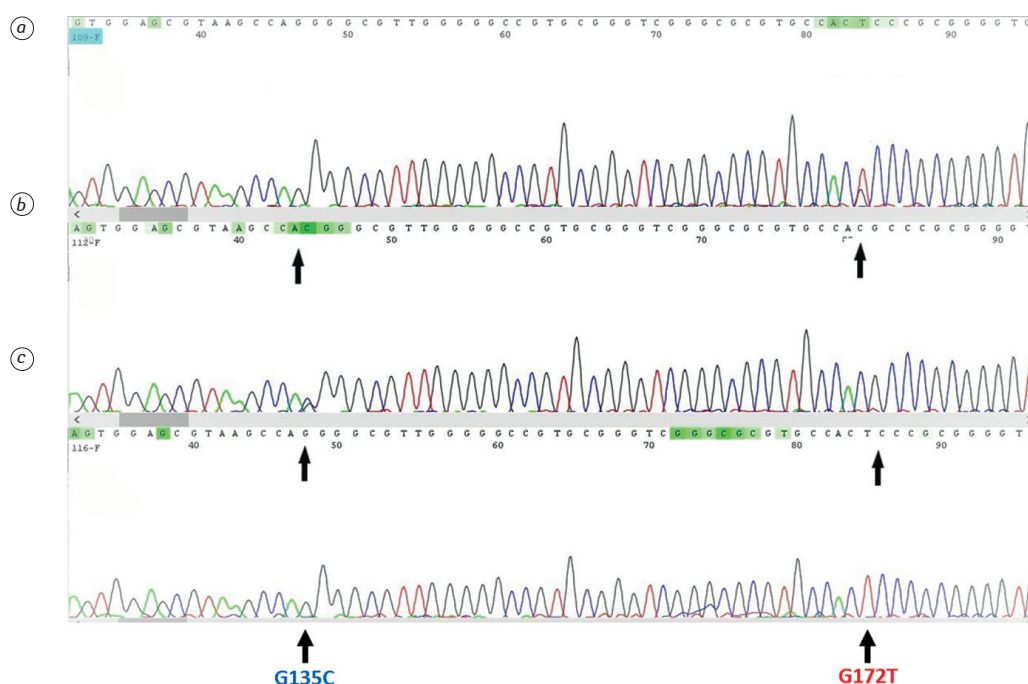 a
G T G G A G C G T A A G C C A G G G G C G T T G G G G G C C G T G C G G G T C G G G C G C G T G C C A C T C C C G C G G G G T
109-F 40 50 60 70 80 90
b
<
A G T G G A G C G T A A G C C A C G G G C G T T G G G G G C C G T G C G G G T C G G G C G C G T G C C A C G C C C G C G G G G T
112-F 40 50 60 70 90
c
<
A G T G G A G C G T A A G C C A G G G G C G T T G G G G G C C G T G C G G G T C G G G C G C G T G C C A C T C C C G C G G G G T
116-F 40 50 60 70 80 90
<
G135C G172T